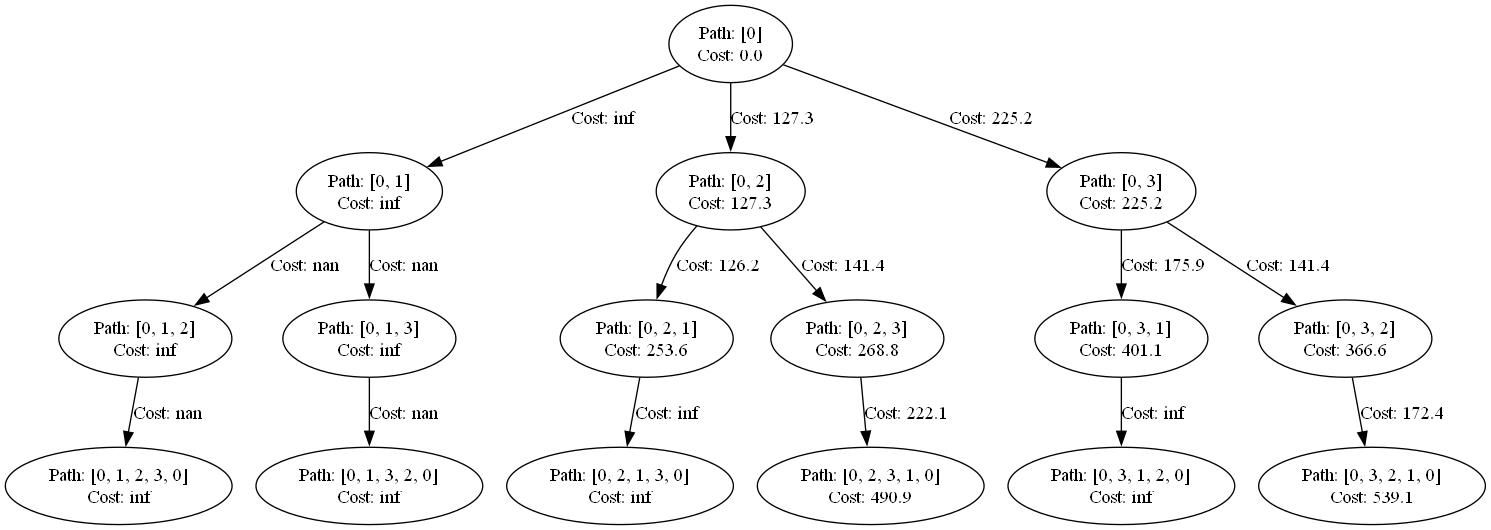 Path: [0]
Cost: 0.0
Cost: inf
Cost: 127.3
Cost: 225.2
Path: [0, 1]
Cost: inf
Path: [0, 2]
Cost: 127.3
Path: [0, 3]
Cost: 225.2
Cost: nan
Cost: nan
Cost: 126.2
Cost: 141.4
Cost: 175.9
Cost: 141.4
Path: [0, 1, 2]
Cost: inf
Path: [0, 1, 3]
Cost: inf
Path: [0, 2, 1]
Cost: 253.6
Path: [0, 2, 3]
Cost: 268.8
Path: [0, 3, 1]
Cost: 401.1
Path: [0, 3, 2]
Cost: 366.6
Cost: nan
Cost: nan
Cost: inf
Cost: 222.1
Cost: inf
Cost: 172.4
Path: [0, 1, 2, 3, 0]
Cost: inf
Path: [0, 1, 3, 2, 0]
Cost: inf
Path: [0, 2, 1, 3, 0]
Cost: inf
Path: [0, 2, 3, 1, 0]
Cost: 490.9
Path: [0, 3, 1, 2, 0]
Cost: inf
Path: [0, 3, 2, 1, 0]
Cost: 539.1